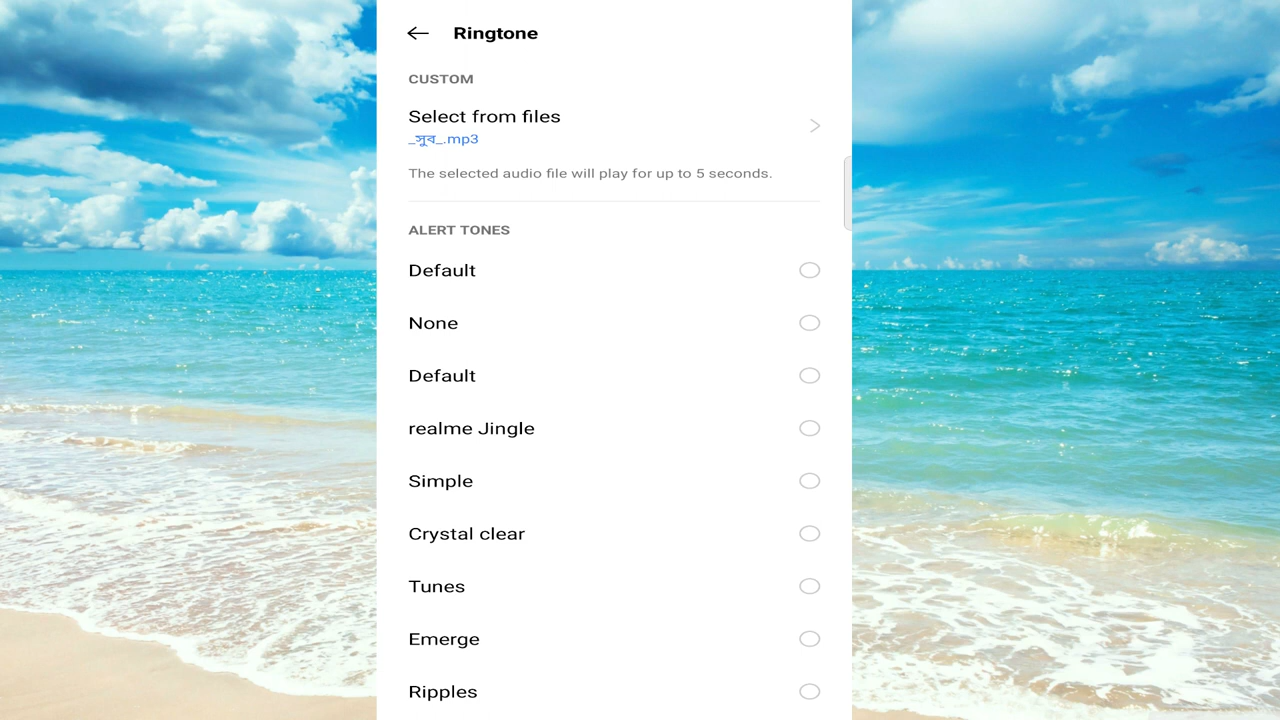 Ringtone
CUSTOM
Select from files
_সুব_.mp3
The selected audio file will play for up to 5 seconds.
ALERT TONES
Default
None
Default
realme Jingle
Simple
Crystal clear
Tunes
Emerge
Ripples